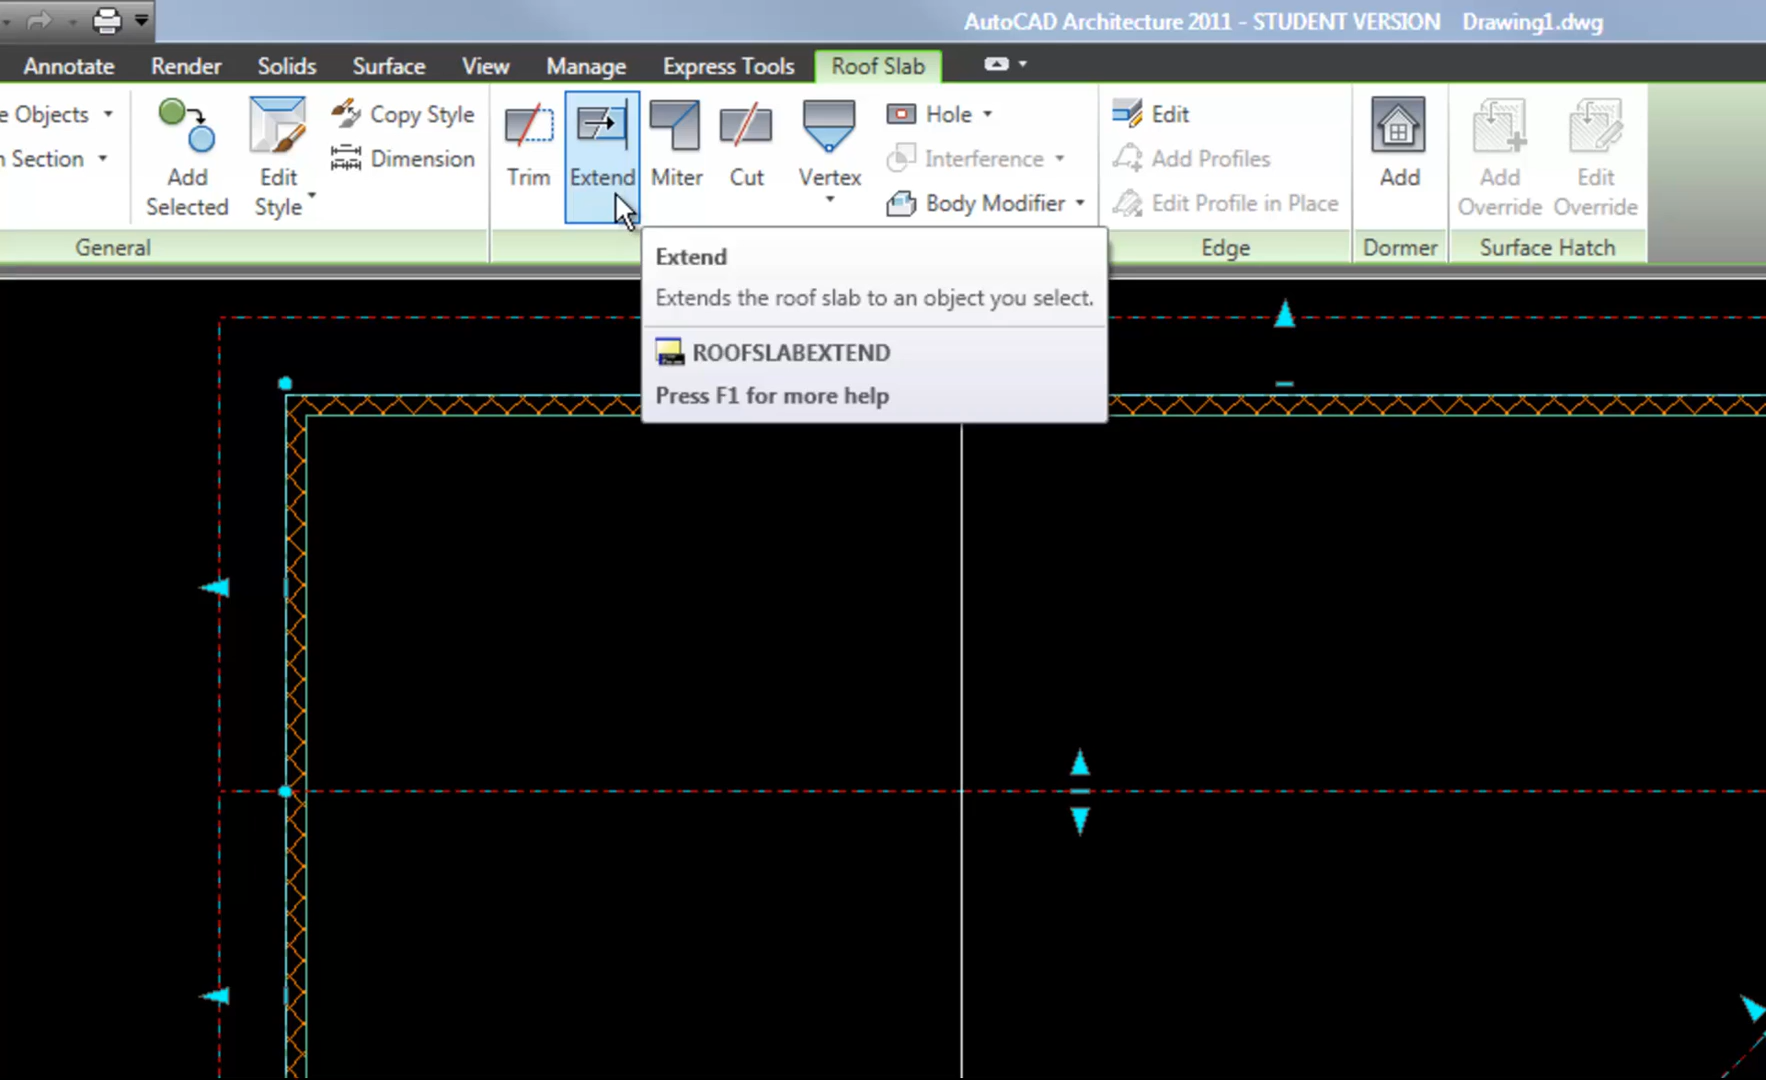 AutoCAD Architecture 2011 - STUDENT VERSION Drawing1.dwg
Annotate Render Solids Surface View Manage Express Tools Roof Slab
e Objects
n Section
Add
Selected
Edit
Style
Copy Style
Dimension
General
Trim
Extend
Miter
Cut
Vertex
Hole
Interference
Body Modifier
Edit
Add Profiles
Edit Profile in Place
Edge
Add
Dormer
Add
Override
Edit
Override
Surface Hatch
Extend
Extends the roof slab to an object you select.
ROOFSLABEXTEND
Press F1 for more help